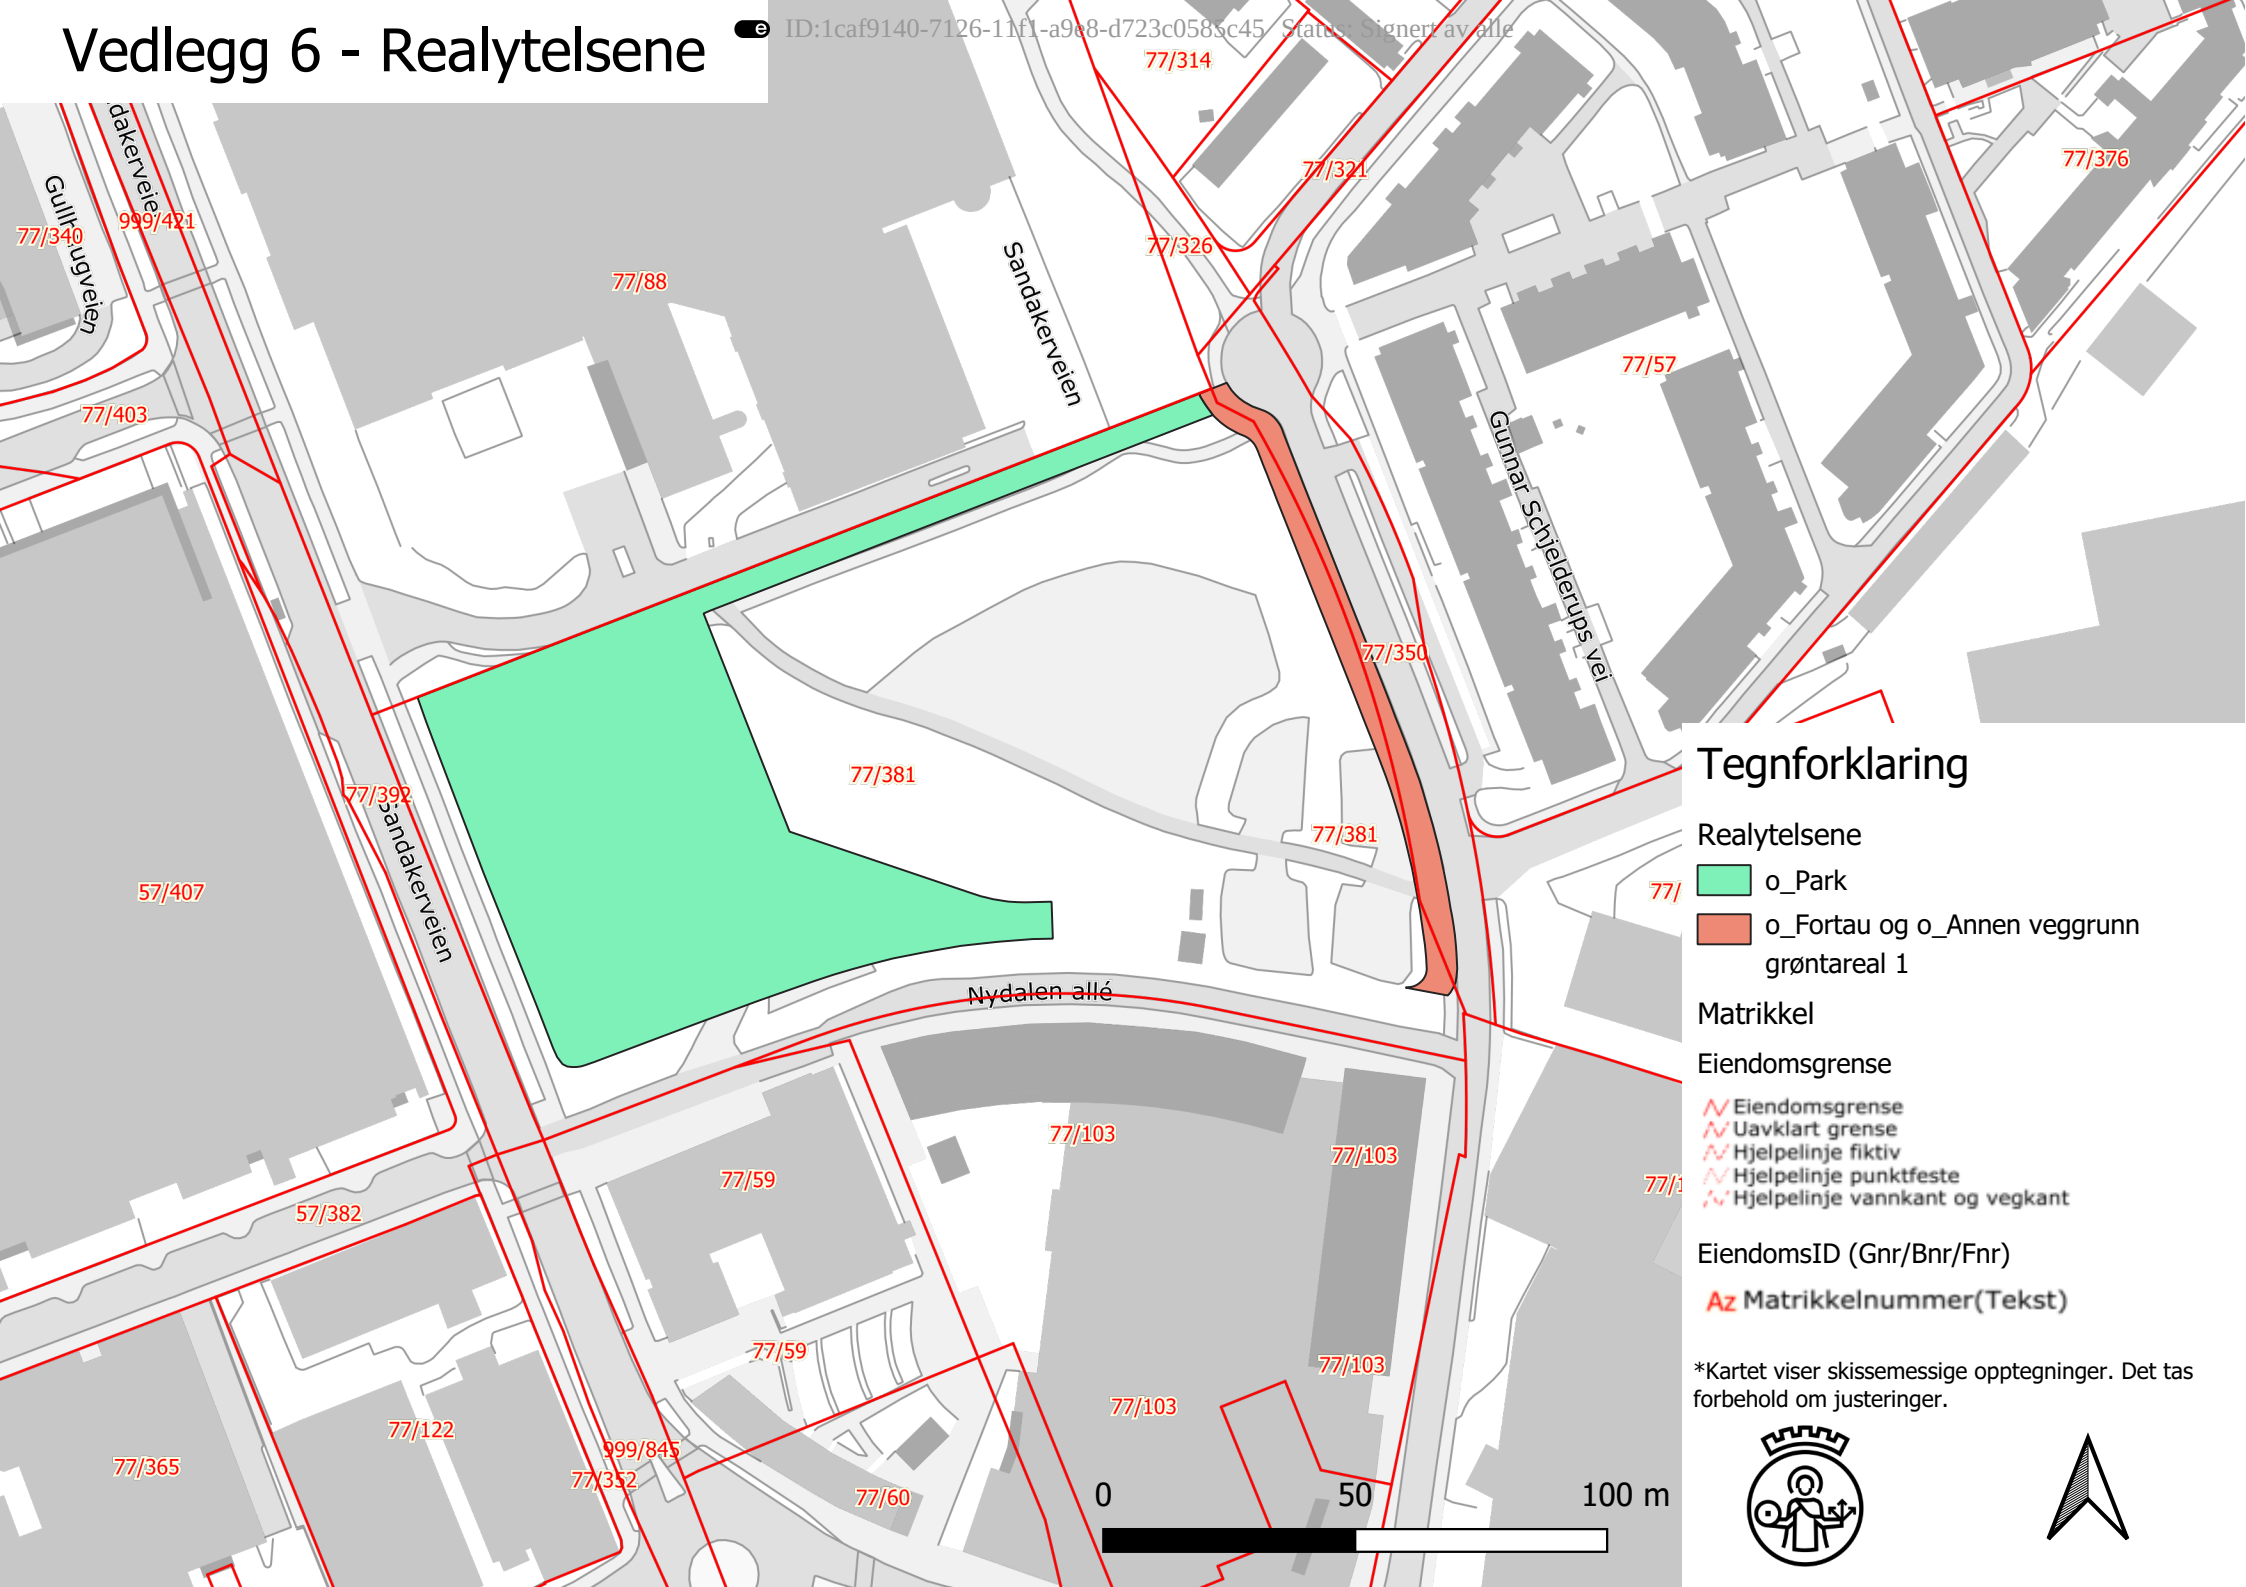 Vedlegg 6 - Realytelsene
e ID:1caf9140-7126-11f1-a9e8-d723c0585c45 Status: Signert av alle
77/314
dakerveien
77/321
77/376
Gullhaugveien
999/421
77/340
77/326
77/88
Sandakerveien
77/57
77/403
Gunnar Schjelderups vei
77/350
77/381
77/392
77/381
Sandakerveien
57/407
77/
Nydalen allé
77/103
77/103
77/59
77/1
57/382
77/59
77/103
77/103
77/122
999/845
77/365
77/352
77/60
0 50 100 m
Tegnforklaring
Realytelsene
o_Park
o_Fortau og o_Annen veggrunn
grøntareal 1
Matrikkel
Eiendomsgrense
Eiendomsgrense
Uavklart grense
Hjelpelinje fiktiv
Hjelpelinje punktfeste
Hjelpelinje vannkant og vegkant
EiendomsID (Gnr/Bnr/Fnr)
Az Matrikkelnummer(Tekst)
*Kartet viser skissemessige opptegninger. Det tas
forbehold om justeringer.